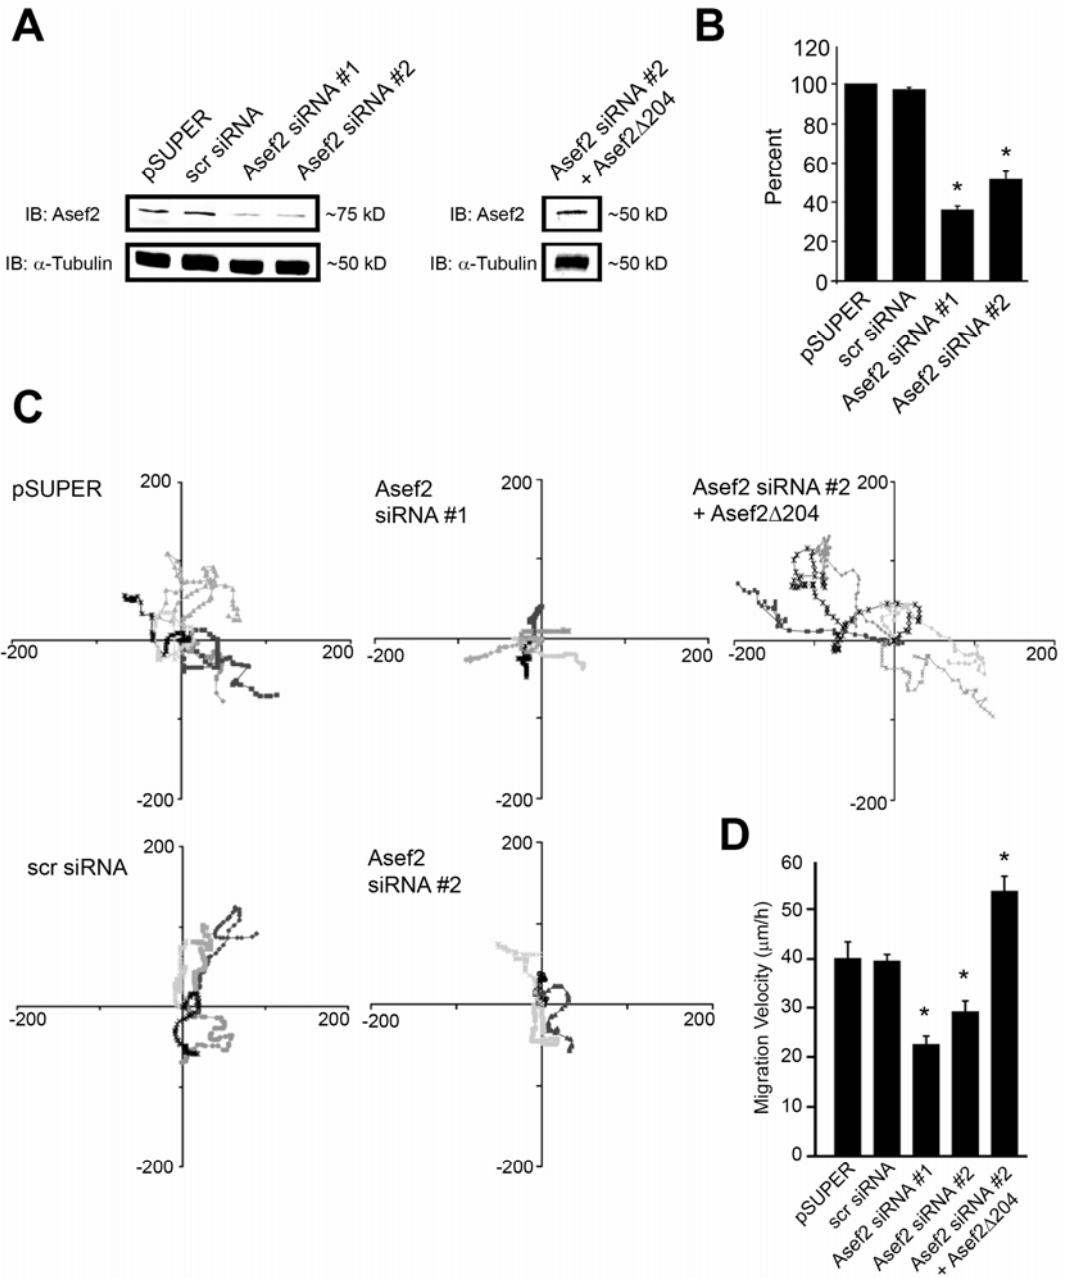 A
pSUPER
scr siRNA
Asef2 siRNA #1
Asef2 siRNA #2
IB: Asef2
~75 kD
IB: α-Tubulin
~50 kD
Asef2 siRNA #2
+ Asef2Δ204
IB: Asef2
~50 kD
IB: α-Tubulin
~50 kD
B
Percent
120
100
80
60
40
20
0
*
*
pSUPER
scr siRNA
Asef2 siRNA #1
Asef2 siRNA #2
C
pSUPER
200
-200
200
-200
Asef2
siRNA #1
200
-200
200
-200
Asef2 siRNA #2
+ Asef2Δ204
200
-200
200
-200
scr siRNA
200
-200
200
-200
Asef2
siRNA #2
200
-200
200
-200
D
Migration Velocity (μm/h)
60
50
40
30
20
10
0
*
*
*
pSUPER
scr siRNA
Asef2 siRNA #1
Asef2 siRNA #2
Asef2 siRNA #2
+ Asef2Δ204